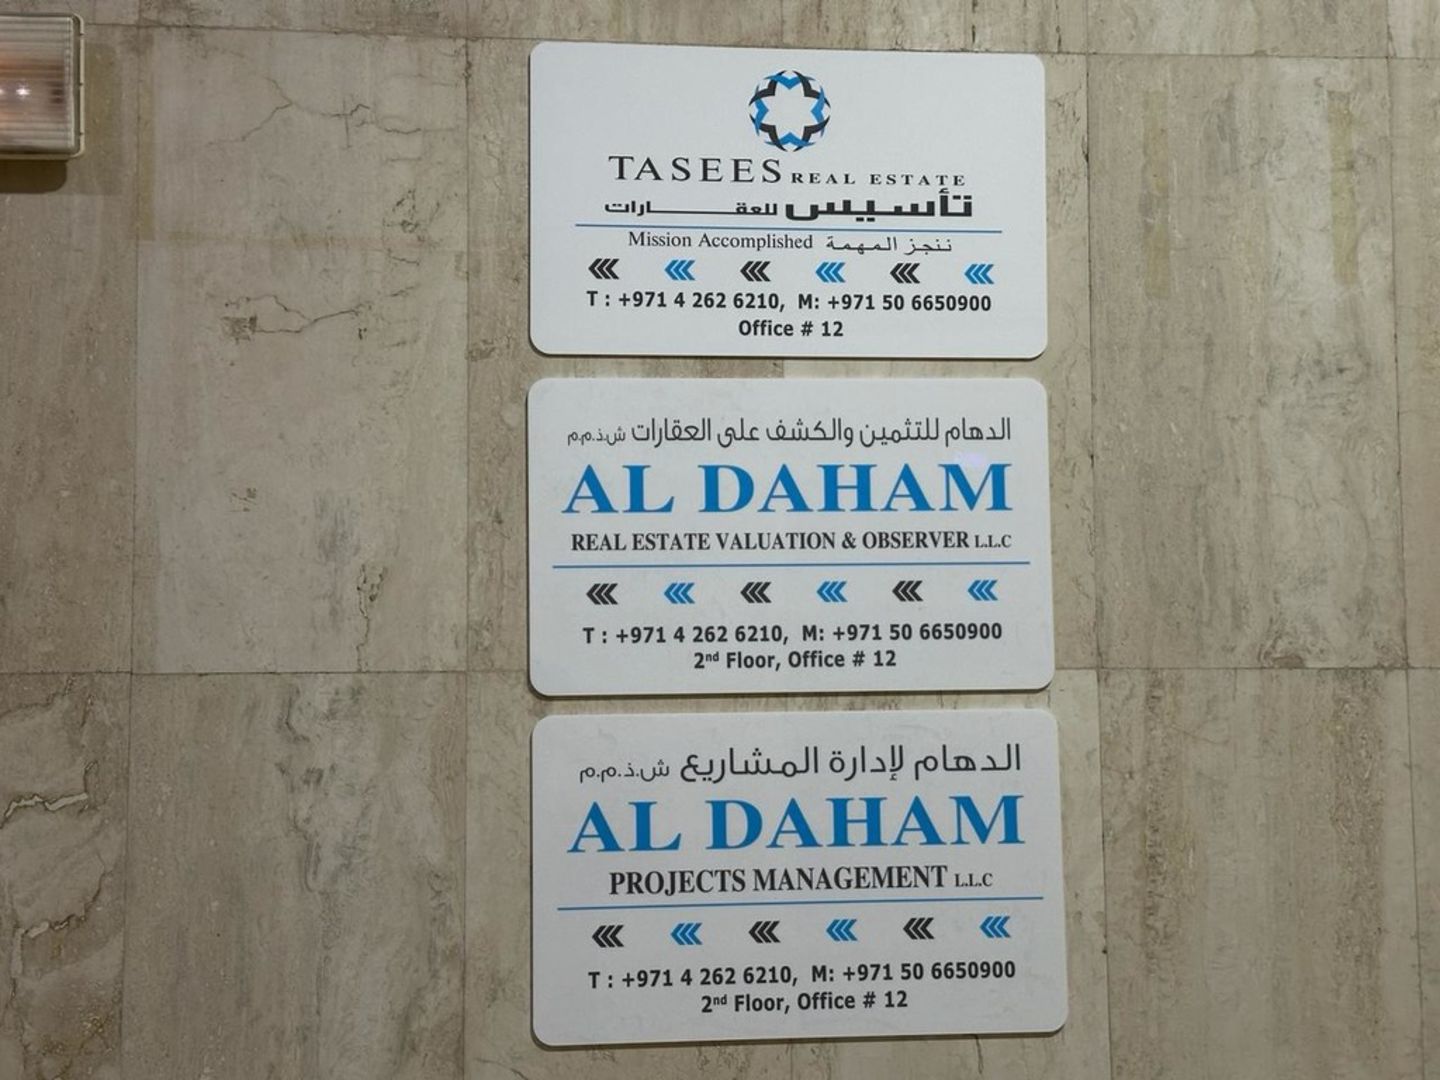 TASEES REAL ESTATE
تأسيس للعقارات
Mission Accomplished ننجز المهمة
T : +971 4 262 6210, M: +971 50 6650900
Office # 12
الدهام للتثمين والكشف على العقارات ش.ذ.م.م
AL DAHAM
REAL ESTATE VALUATION & OBSERVER L.L.C
T : +971 4 262 6210, M: +971 50 6650900
2nd Floor, Office # 12
الدهام لإدارة المشاريع ش.ذ.م.م
AL DAHAM
PROJECTS MANAGEMENT L.L.C
T : +971 4 262 6210, M: +971 50 6650900
2nd Floor, Office # 12